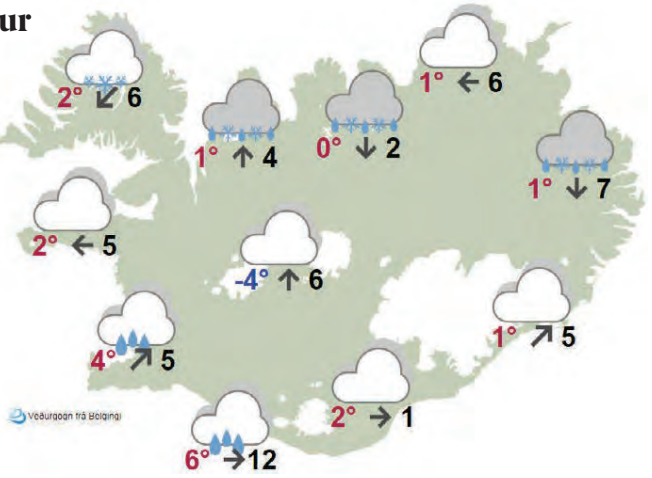 ur
1° ← 6
2° ↙ 6
1° ↑ 4
0° ↓ 2
1° ↓ 7
2° ← 5
-4° ↑ 6
4° ↗ 5
1° ↗ 5
2° → 1
6° → 12
Veðurgögn frá Belgingi